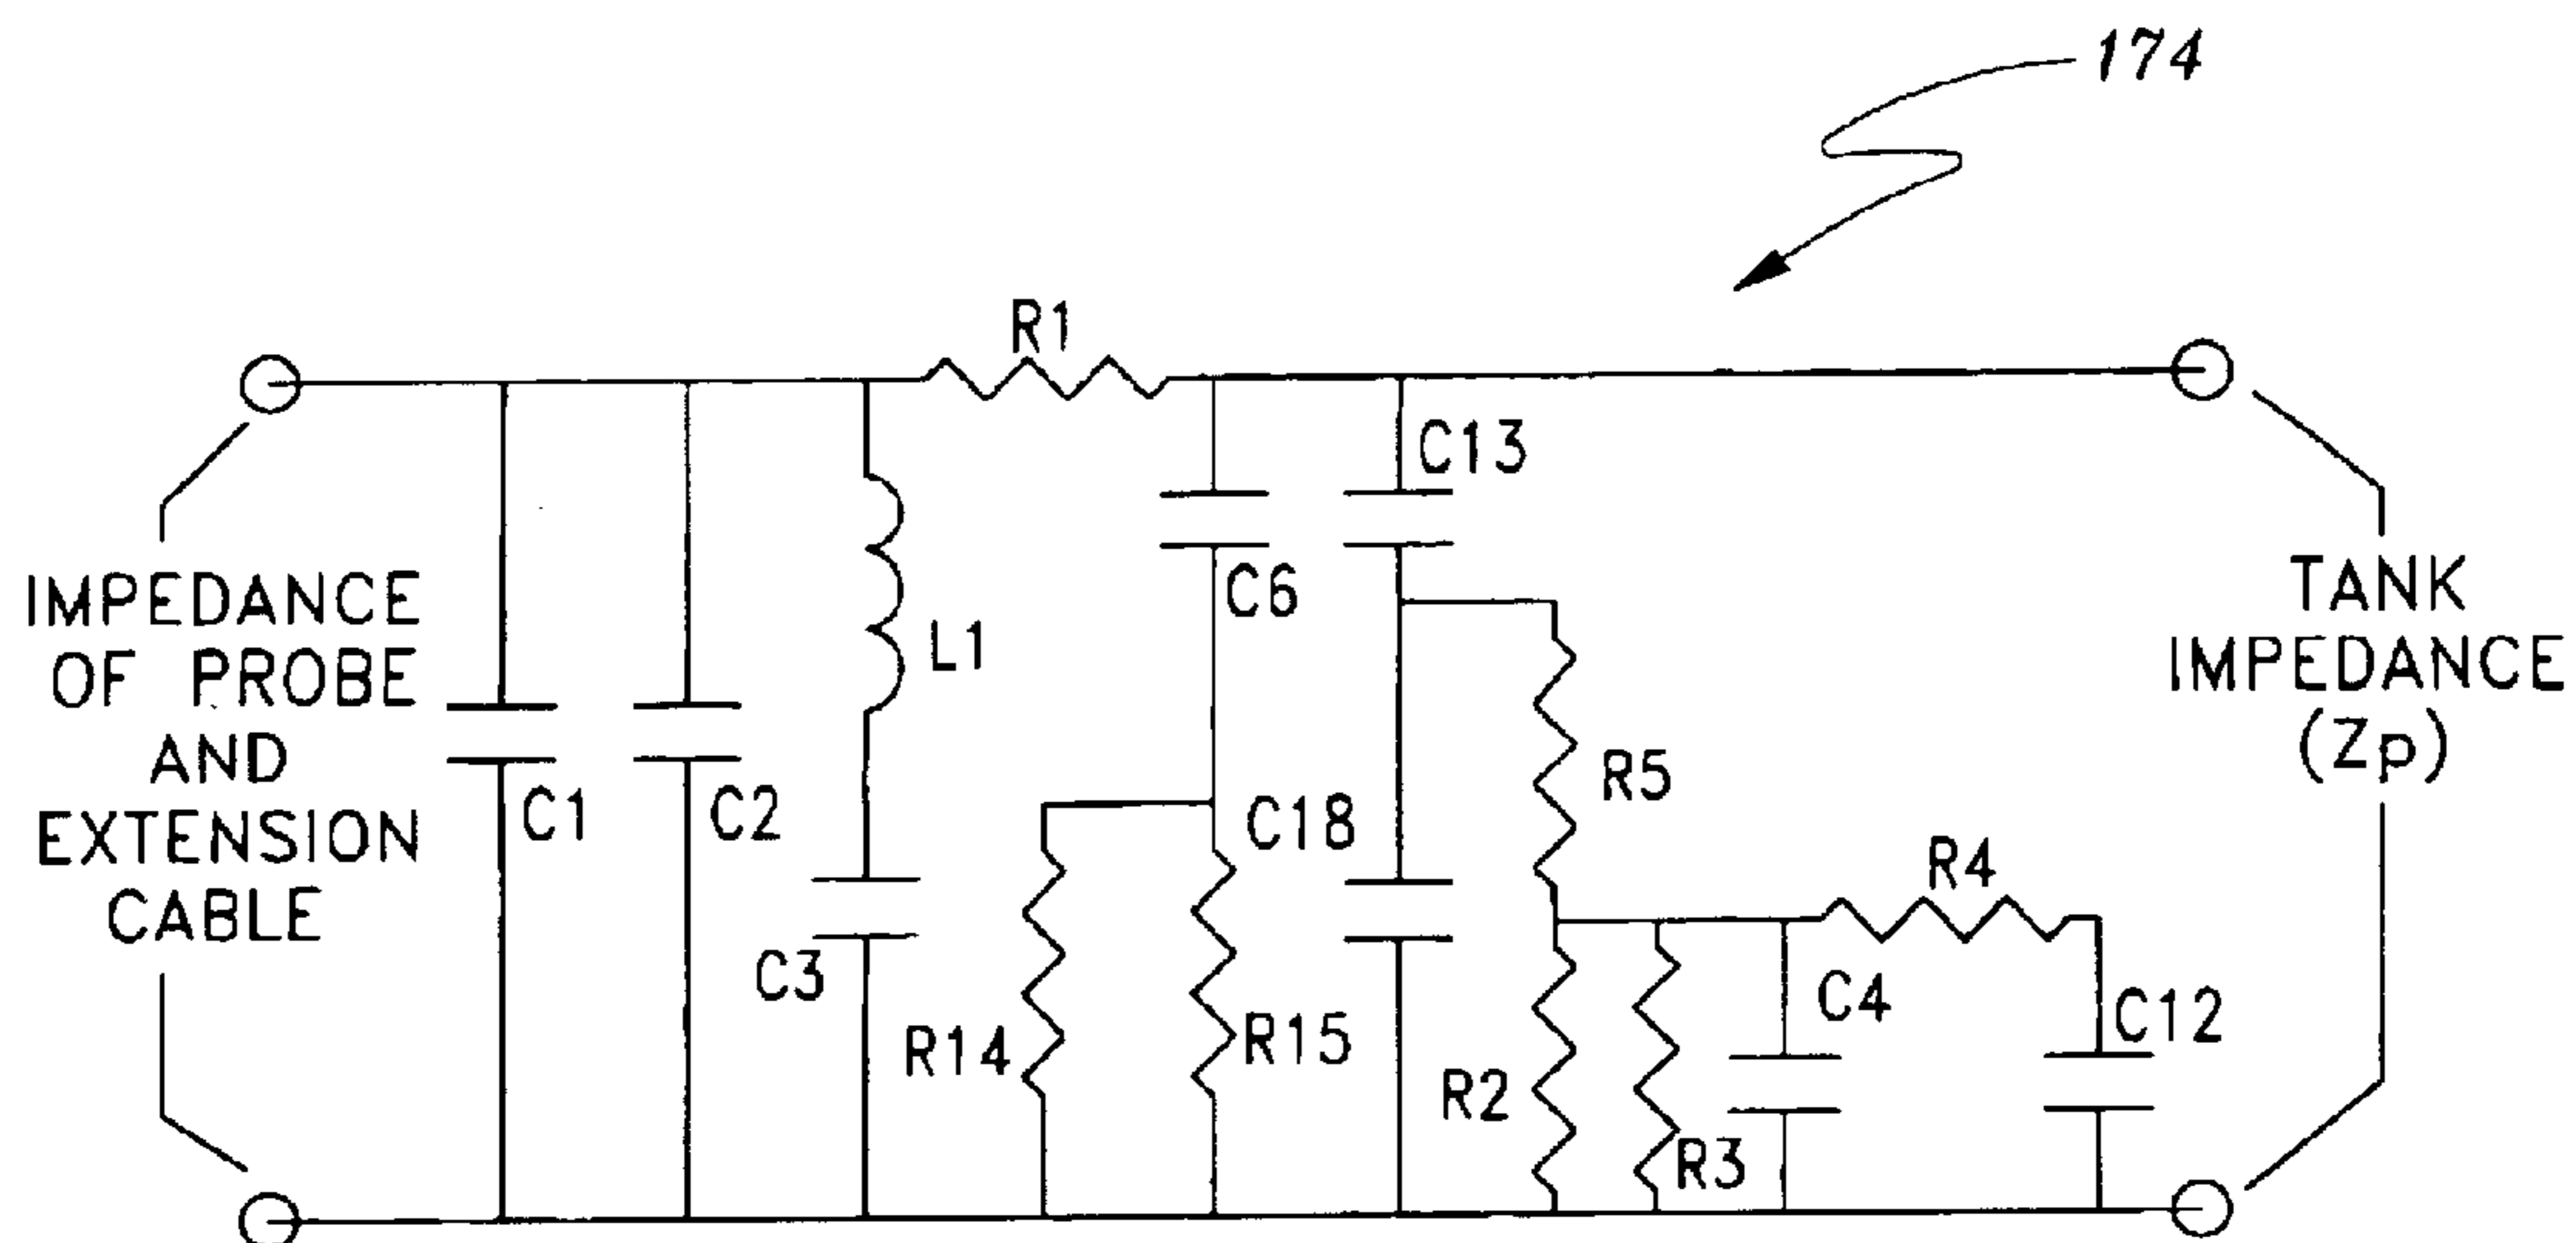 174
R1
C13
C6
L1
IMPEDANCE
OF PROBE
AND
EXTENSION
CABLE
TANK
IMPEDANCE
(Zp)
C1
C2
C18
R5
R4
C3
C4
C12
R14
R15
R2
R3